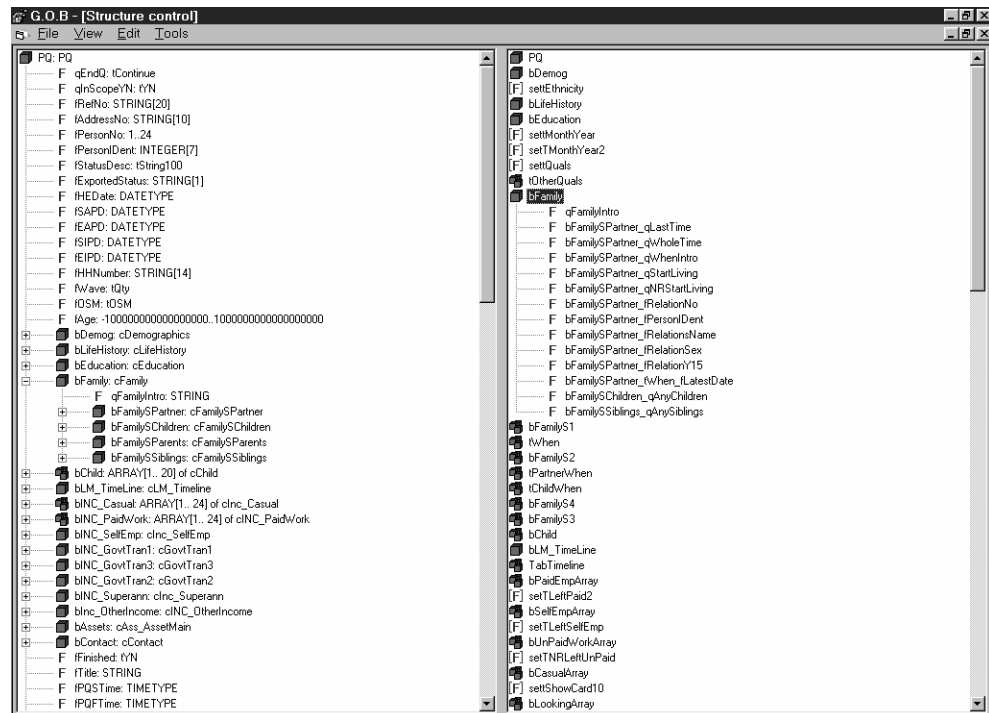 G.O.B - [Structure control]
File View Edit Tools
PQ: PQ
F qEndQ: tContinue
F qInScopeYN: tYN
F fRefNo: STRING[20]
F fAddressNo: STRING[10]
F fPersonNo: 1..24
F fPersonIDent: INTEGER[7]
F fStatusDesc: tString100
F fExportedStatus: STRING[1]
F fHEDate: DATETYPE
F fSAPD: DATETYPE
F fEAPD: DATETYPE
F fSIPD: DATETYPE
F fEIPD: DATETYPE
F fHHNumber: STRING[14]
F fWave: tQty
F fOSM: tOSM
F fAge: -1000000000000000000..1000000000000000000
bDemog: cDemographics
bLifeHistory: cLifeHistory
bEducation: cEducation
bFamily: cFamily
F qFamilyIntro: STRING
bFamilySPartner: cFamilySPartner
bFamilySChildren: cFamilySChildren
bFamilySParents: cFamilySParents
bFamilySSiblings: cFamilySSiblings
bChild: ARRAY[1.. 20] of cChild
bLM_TimeLine: cLM_Timeline
bINC_Casual: ARRAY[1.. 24] of cInc_Casual
bINC_PaidWork: ARRAY[1.. 24] of cINC_PaidWork
bINC_SelfEmp: cInc_SelfEmp
bINC_GovtTran1: cGovtTran1
bINC_GovtTran3: cGovtTran3
bINC_GovtTran2: cGovtTran2
bINC_Superann: cInc_Superann
bInc_OtherIncome: cINC_OtherIncome
bAssets: cAss_AssetMain
bContact: cContact
F fFinished: tYN
F fTitle: STRING
F fPQSTime: TIMETYPE
F fPQFTime: TIMETYPE
PQ
bDemog
[F] settEthnicity
bLifeHistory
bEducation
[F] settMonthYear
[F] setTMonthYear2
[F] settQuals
tOtherQuals
bFamily
F qFamilyIntro
F bFamilySPartner_qLastTime
F bFamilySPartner_qWholeTime
F bFamilySPartner_qWhenIntro
F bFamilySPartner_qStartLiving
F bFamilySPartner_qNRStartLiving
F bFamilySPartner_fRelationNo
F bFamilySPartner_fPersonIDent
F bFamilySPartner_fRelationsName
F bFamilySPartner_fRelationSex
F bFamilySPartner_fRelationY15
F bFamilySPartner_tWhen_fLatestDate
F bFamilySChildren_qAnyChildren
F bFamilySSiblings_qAnySiblings
bFamilyS1
tWhen
bFamilyS2
tPartnerWhen
tChildWhen
bFamilyS4
bFamilyS3
bChild
bLM_TimeLine
TabTimeline
bPaidEmpArray
[F] setTLeftPaid2
bSelfEmpArray
[F] setTLeftSelfEmp
bUnPaidWorkArray
[F] setTNRLeftUnPaid
bCasualArray
[F] settShowCard10
bLookingArray